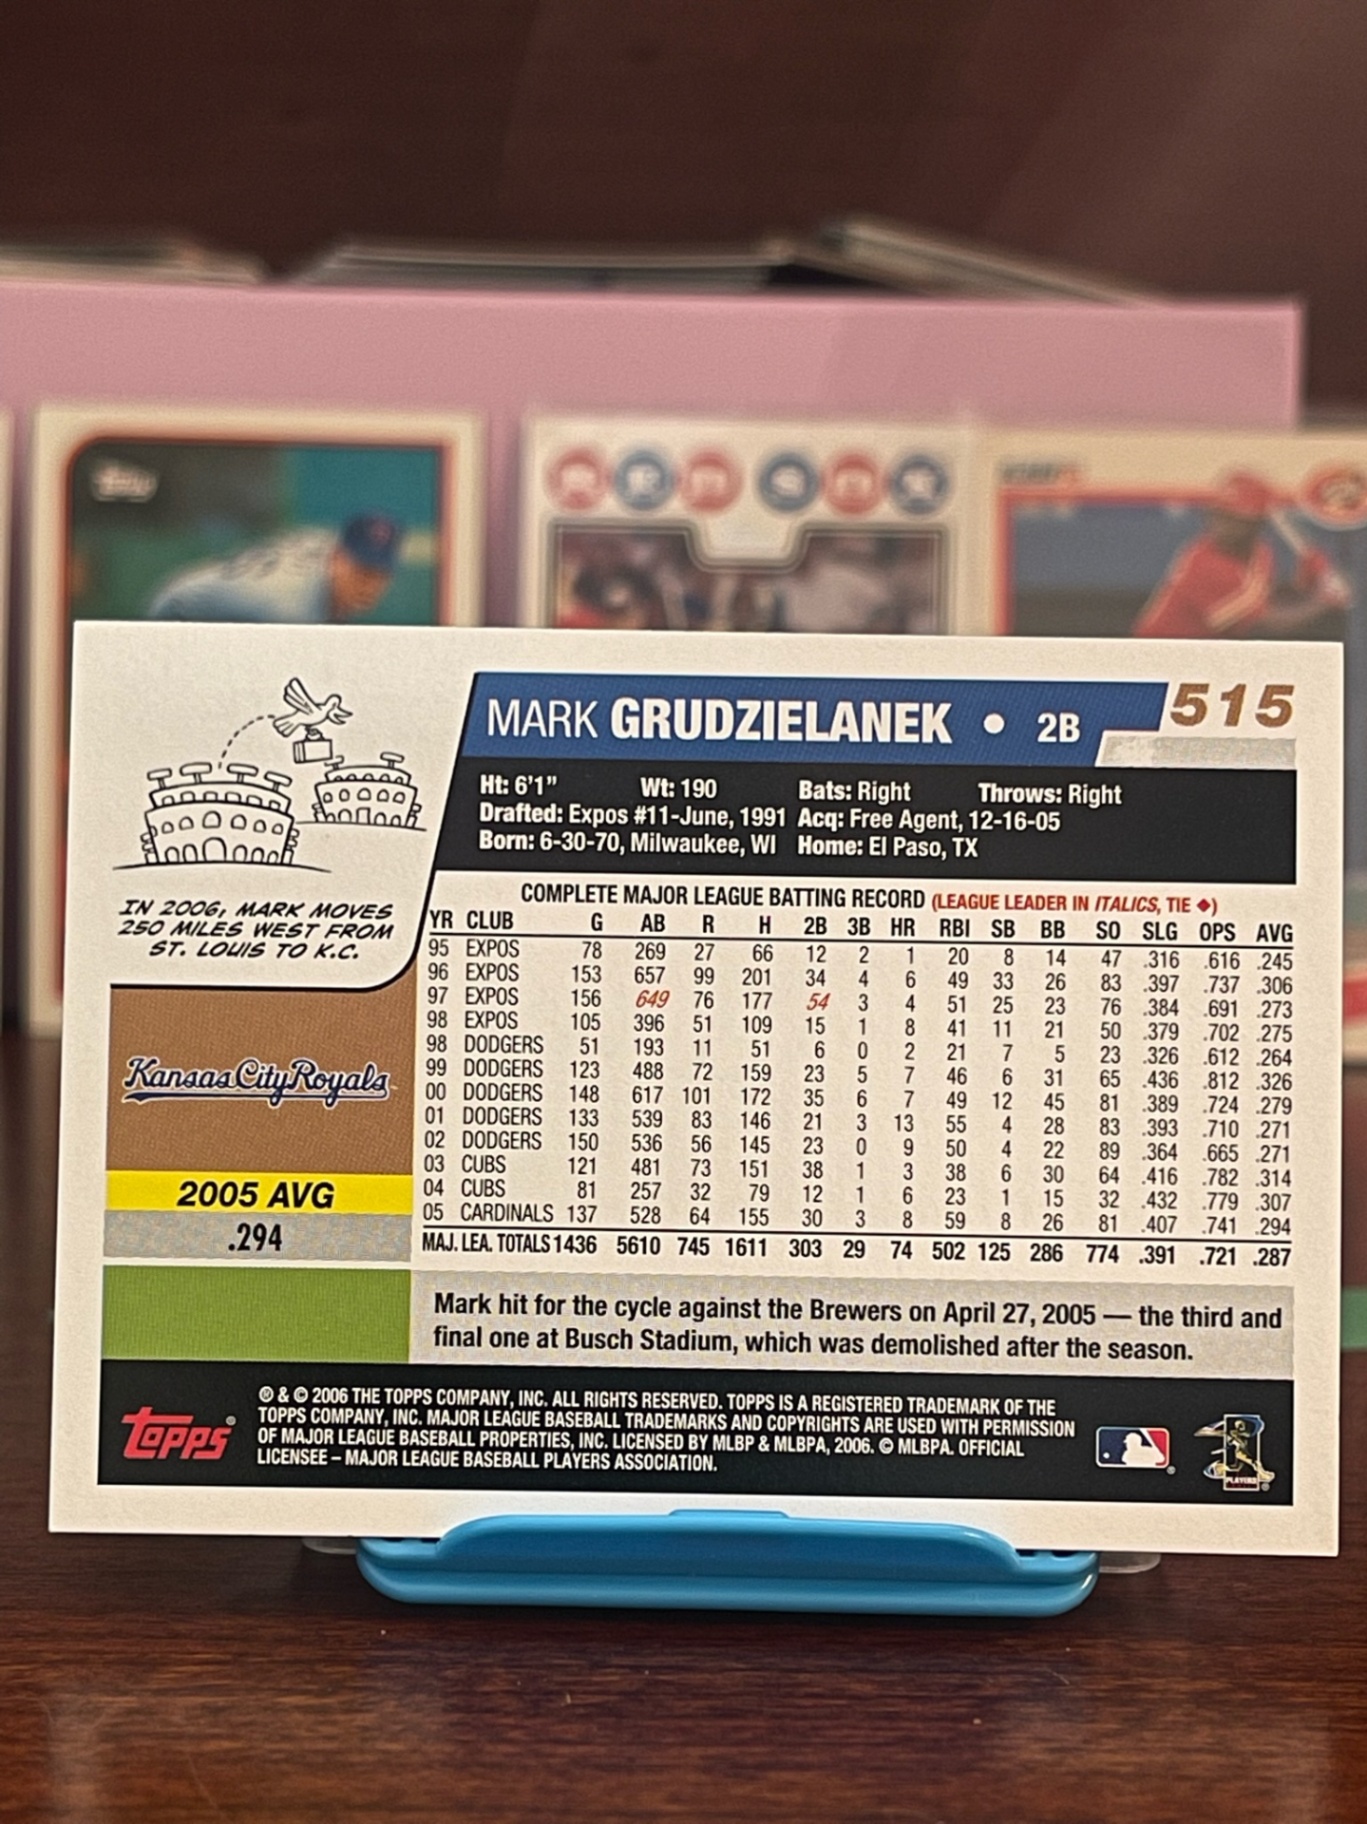 RED SOX
MARK GRUDZIELANEK • 2B
515
Ht: 6'1" Wt: 190 Bats: Right Throws: Right
Drafted: Expos #11-June, 1991 Acq: Free Agent, 12-16-05
Born: 6-30-70, Milwaukee, WI Home: El Paso, TX
IN 2006, MARK MOVES
250 MILES WEST FROM
ST. LOUIS TO K.C.
Kansas City Royals
2005 AVG
.294
COMPLETE MAJOR LEAGUE BATTING RECORD (LEAGUE LEADER IN ITALICS, TIE ◆)
YR CLUB G AB R H 2B 3B HR RBI SB BB SO SLG OPS AVG
95 EXPOS 78 269 27 66 12 2 1 20 8 14 47 .316 .616 .245
96 EXPOS 153 657 99 201 34 4 6 49 33 26 83 .397 .737 .306
97 EXPOS 156 649 76 177 54 3 4 51 25 23 76 .384 .691 .273
98 EXPOS 105 396 51 109 15 1 8 41 11 21 50 .379 .702 .275
98 DODGERS 51 193 11 51 6 0 2 21 7 5 23 .326 .612 .264
99 DODGERS 123 488 72 159 23 5 7 46 6 31 65 .436 .812 .326
00 DODGERS 148 617 101 172 35 6 7 49 12 45 81 .389 .724 .279
01 DODGERS 133 539 83 146 21 3 13 55 4 28 83 .393 .710 .271
02 DODGERS 150 536 56 145 23 0 9 50 4 22 89 .364 .665 .271
03 CUBS 121 481 73 151 38 1 3 38 6 30 64 .416 .782 .314
04 CUBS 81 257 32 79 12 1 6 23 1 15 32 .432 .779 .307
05 CARDINALS 137 528 64 155 30 3 8 59 8 26 81 .407 .741 .294
MAJ. LEA. TOTALS 1436 5610 745 1611 303 29 74 502 125 286 774 .391 .721 .287
Mark hit for the cycle against the Brewers on April 27, 2005 — the third and
final one at Busch Stadium, which was demolished after the season.
Topps®
® & © 2006 THE TOPPS COMPANY, INC. ALL RIGHTS RESERVED. TOPPS IS A REGISTERED TRADEMARK OF THE
TOPPS COMPANY, INC. MAJOR LEAGUE BASEBALL TRADEMARKS AND COPYRIGHTS ARE USED WITH PERMISSION
OF MAJOR LEAGUE BASEBALL PROPERTIES, INC. LICENSED BY MLBP & MLBPA, 2006. © MLBPA. OFFICIAL
LICENSEE – MAJOR LEAGUE BASEBALL PLAYERS ASSOCIATION.
PLAYERS